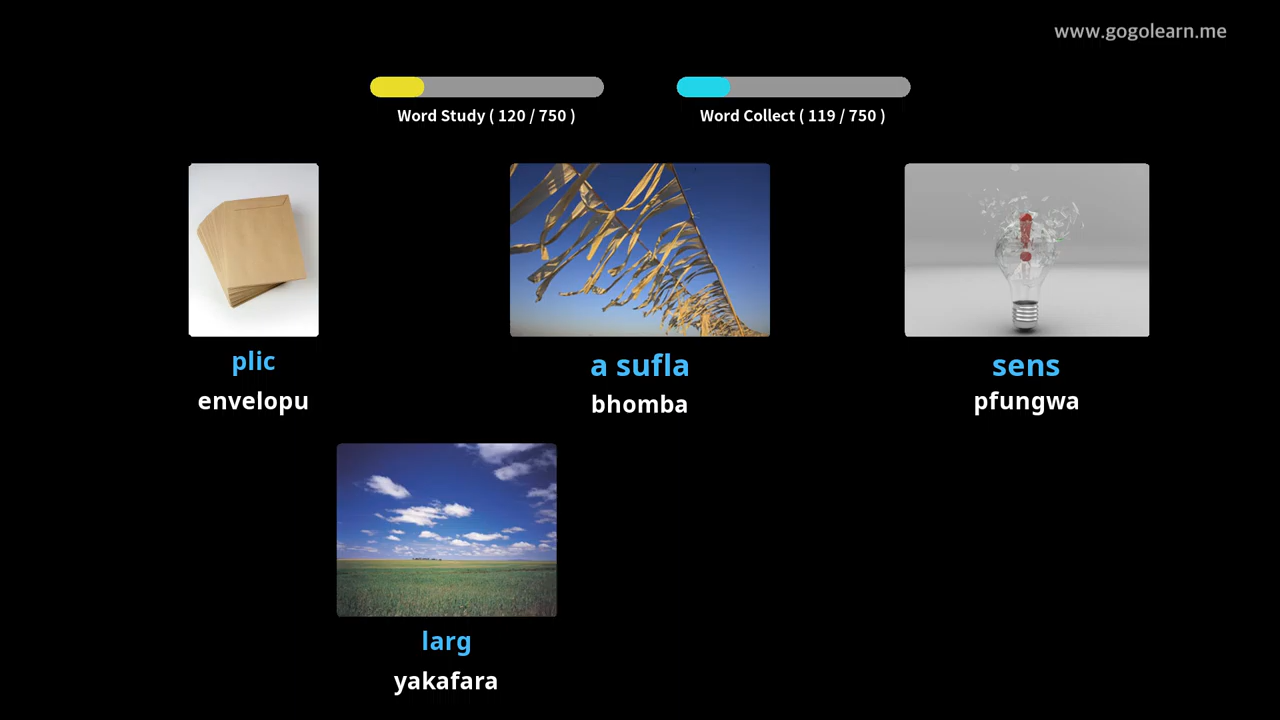 www.gogolearn.me
Word Study ( 120 / 750 )
Word Collect ( 119 / 750 )
plic
envelopu
a sufla
bhomba
sens
pfungwa
larg
yakafara